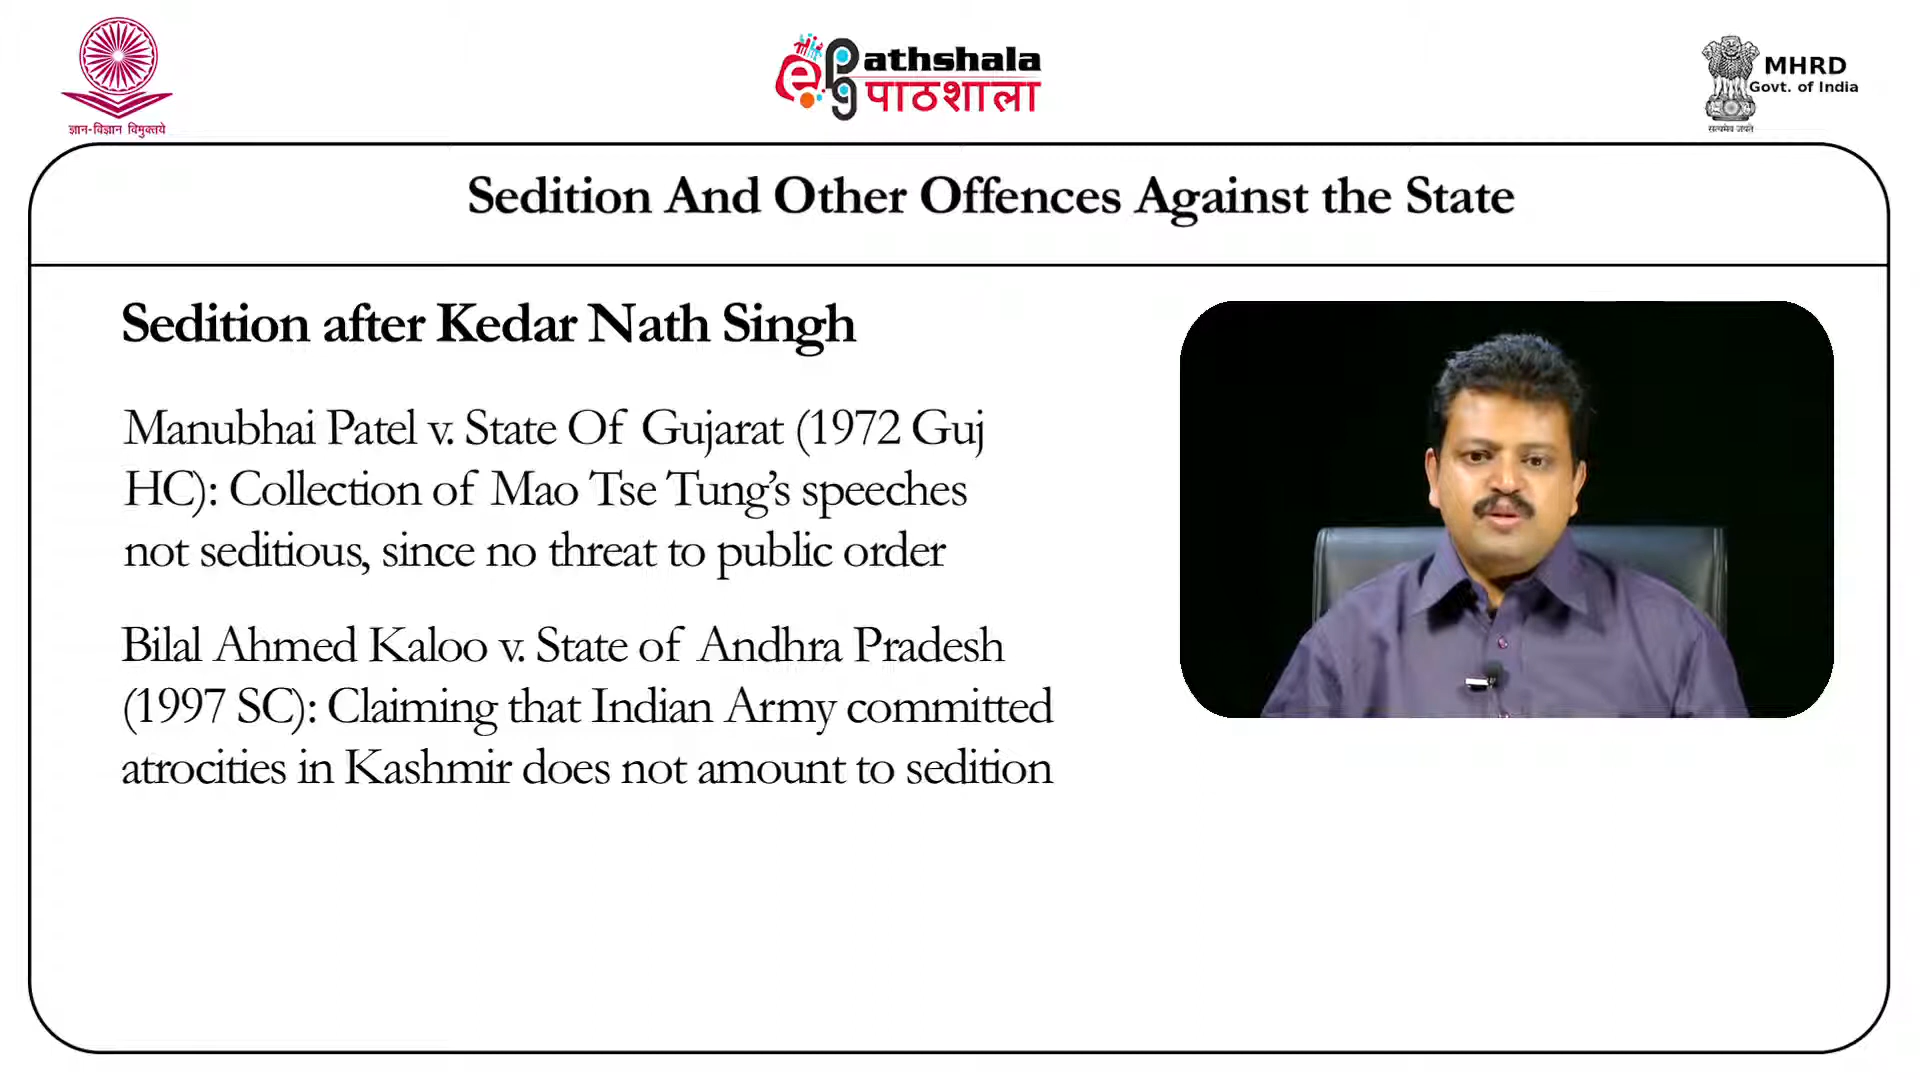 ज्ञान-विज्ञान विमुक्तये
ePG Pathshala
पाठशाला
MHRD
Govt. of India
सत्यमेव जयते
Sedition And Other Offences Against the State
Sedition after Kedar Nath Singh
Manubhai Patel v. State Of Gujarat (1972 Guj
HC): Collection of Mao Tse Tung’s speeches
not seditious, since no threat to public order
Bilal Ahmed Kaloo v. State of Andhra Pradesh
(1997 SC): Claiming that Indian Army committed
atrocities in Kashmir does not amount to sedition